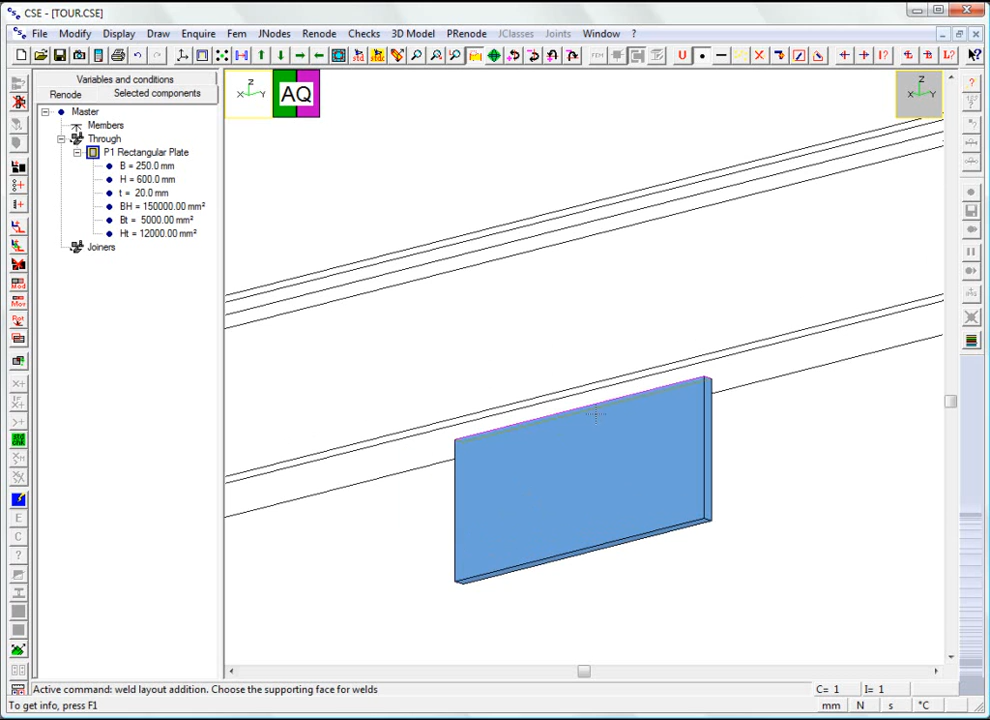 CSE - [TOUR.CSE]
File Modify Display Draw Enquire Fem JNodes Renode Checks 3D Model PRenode JClasses Joints Window ?
Variables and conditions
Renode Selected components
Master
Members
Through
P1 Rectangular Plate
B = 250.0 mm
H = 600.0 mm
t = 20.0 mm
BH = 150000.00 mm²
Bt = 5000.00 mm²
Ht = 12000.00 mm²
Joiners
Z
X Y
AQ
Z
X Y
Active command: weld layout addition. Choose the supporting face for welds
C= 1 I= 1
To get info, press F1
mm N s °C